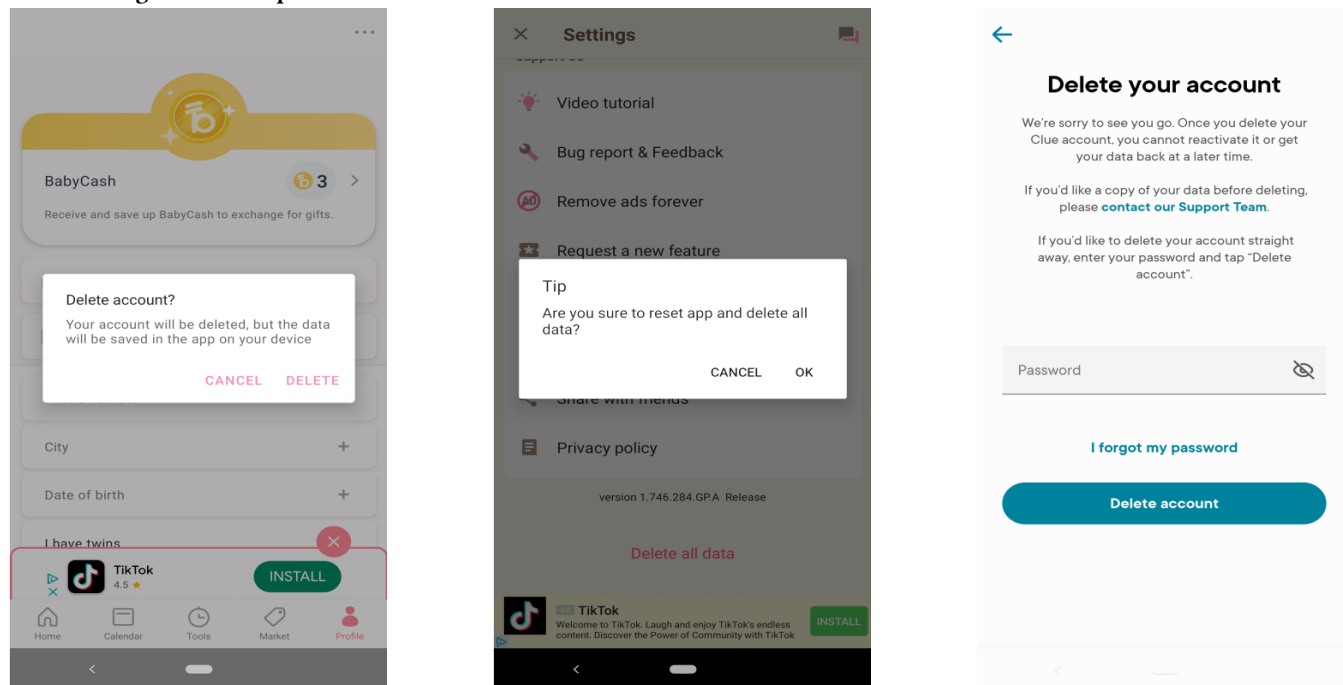 BabyCash
3
Receive and save up BabyCash to exchange for gifts.
Delete account?
Your account will be deleted, but the data
will be saved in the app on your device
CANCEL DELETE
City
Date of birth
I have twins
TikTok
4.5 ★
INSTALL
Home Calendar Tools Market Profile
Settings
Video tutorial
Bug report & Feedback
AD
Remove ads forever
Request a new feature
Tip
Are you sure to reset app and delete all
data?
CANCEL OK
Share with friends
Privacy policy
version 1.746.284.GP.A Release
Delete all data
TikTok
Welcome to TikTok. Laugh and enjoy TikTok's endless
content. Discover the Power of Community with TikTok
INSTALL
Delete your account
We're sorry to see you go. Once you delete your
Clue account, you cannot reactivate it or get
your data back at a later time.
If you'd like a copy of your data before deleting,
please contact our Support Team.
If you'd like to delete your account straight
away, enter your password and tap "Delete
account".
Password
I forgot my password
Delete account